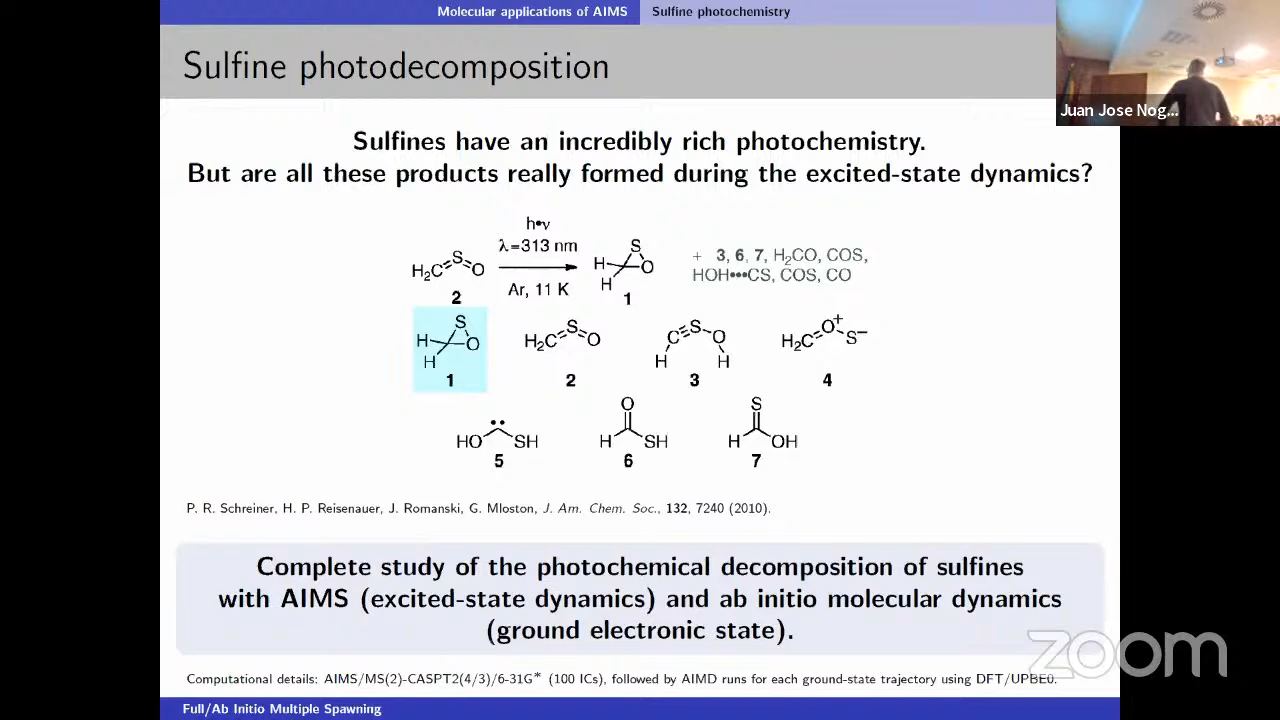 Molecular applications of AIMS Sulfine photochemistry
Sulfine photodecomposition
Juan Jose Nog...
Sulfines have an incredibly rich photochemistry.
But are all these products really formed during the excited-state dynamics?
h•ν
λ=313 nm
Ar, 11 K
H₂C S O
2
H H S O
1
+ 3, 6, 7, H₂CO, COS,
HOH•••CS, COS, CO
H H S O
1
H₂C S O
2
H C S O H
3
H₂C O⁺ S⁻
4
HO •• SH
5
O H SH
6
S H OH
7
P. R. Schreiner, H. P. Reisenauer, J. Romanski, G. Mloston, J. Am. Chem. Soc., 132, 7240 (2010).
Complete study of the photochemical decomposition of sulfines
with AIMS (excited-state dynamics) and ab initio molecular dynamics
(ground electronic state).
zoom
Computational details: AIMS/MS(2)-CASPT2(4/3)/6-31G* (100 ICs), followed by AIMD runs for each ground-state trajectory using DFT/UPBE0.
Full/Ab Initio Multiple Spawning